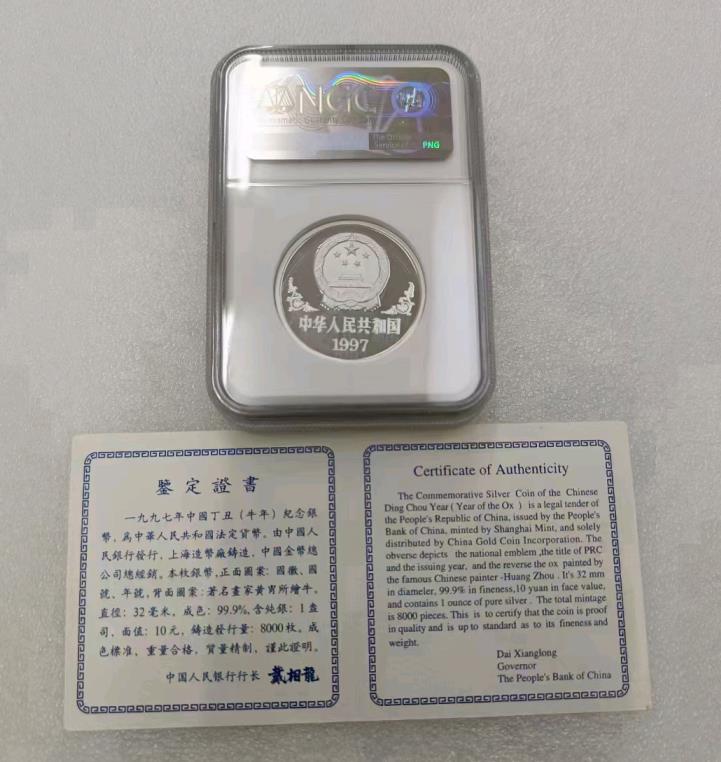 NGC
Numismatic Guaranty Company
The Official
Service of
PNG
中华人民共和国
1997
鉴定證書
一九九七年中國丁丑（牛年）紀念銀
幣，為中華人民共和國法定貨幣。由中國人
民銀行發行，上海造幣廠鑄造，中國金幣總
公司總經銷。本枚銀幣，正面圖案：國徽、國
號、年號，背面圖案：著名畫家黄胄所繪牛。
直徑：32毫米，成色：99.9%，含純銀：1盎
司，面值：10元，鑄造發行量：8000枚。成
色標准、重量合格，質量精制，謹此證明。
中国人民銀行行长 戴相龍
Certificate of Authenticity
The Commemorative Silver Coin of the Chinese
Ding Chou Year ( Year of the Ox ) is a legal tender of
the People's Republic of China, issued by the People's
Bank of China, minted by Shanghai Mint, and solely
distributed by China Gold Coin Incorporation. The
obverse depicts the national emblem ,the title of PRC
and the issuing year, and the reverse the ox painted by
the famous Chinese painter -Huang Zhou . It's 32 mm
in diameter, 99.9% in fineness,10 yuan in face value,
and contains 1 ounce of pure silver . The total mintage
is 8000 pieces. This is to certify that the coin is proof
in quality and is up to standard as to its fineness and
weight.
Dai Xianglong
Governor
The People's Bank of China